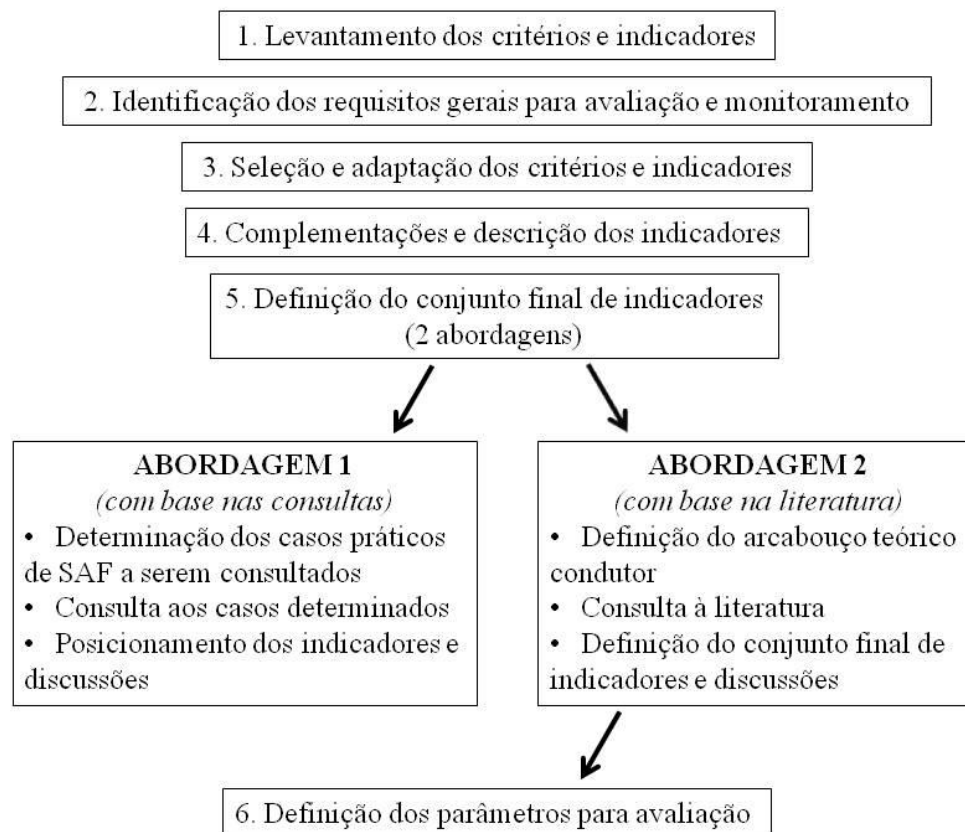 1. Levantamento dos critérios e indicadores
2. Identificação dos requisitos gerais para avaliação e monitoramento
3. Seleção e adaptação dos critérios e indicadores
4. Complementações e descrição dos indicadores
5. Definição do conjunto final de indicadores
(2 abordagens)
ABORDAGEM 1
(com base nas consultas)
• Determinação dos casos práticos
de SAF a serem consultados
• Consulta aos casos determinados
• Posicionamento dos indicadores e
discussões
ABORDAGEM 2
(com base na literatura)
• Definição do arcabouço teórico
condutor
• Consulta à literatura
• Definição do conjunto final de
indicadores e discussões
6. Definição dos parâmetros para avaliação